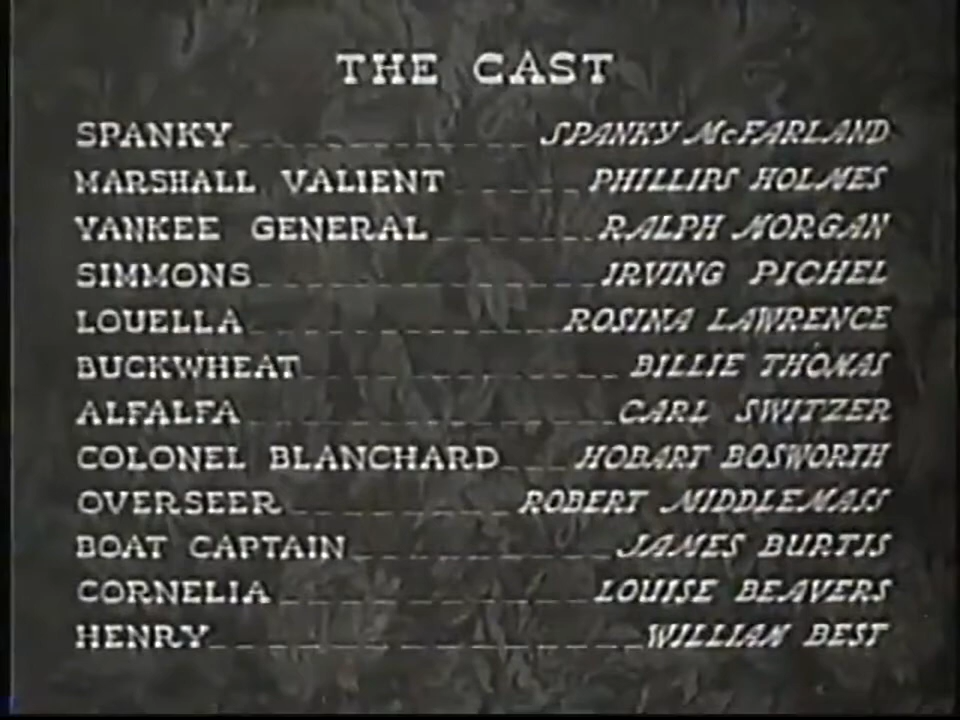 THE CAST
SPANKY SPANKY McFARLAND
MARSHALL VALIENT PHILLIPS HOLMES
YANKEE GENERAL RALPH MORGAN
SIMMONS IRVING PICHEL
LOUELLA ROSINA LAWRENCE
BUCKWHEAT BILLIE THOMAS
ALFALFA CARL SWITZER
COLONEL BLANCHARD HOBART BOSWORTH
OVERSEER ROBERT MIDDLEMASS
BOAT CAPTAIN JAMES BURTIS
CORNELIA LOUISE BEAVERS
HENRY WILLIAM BEST